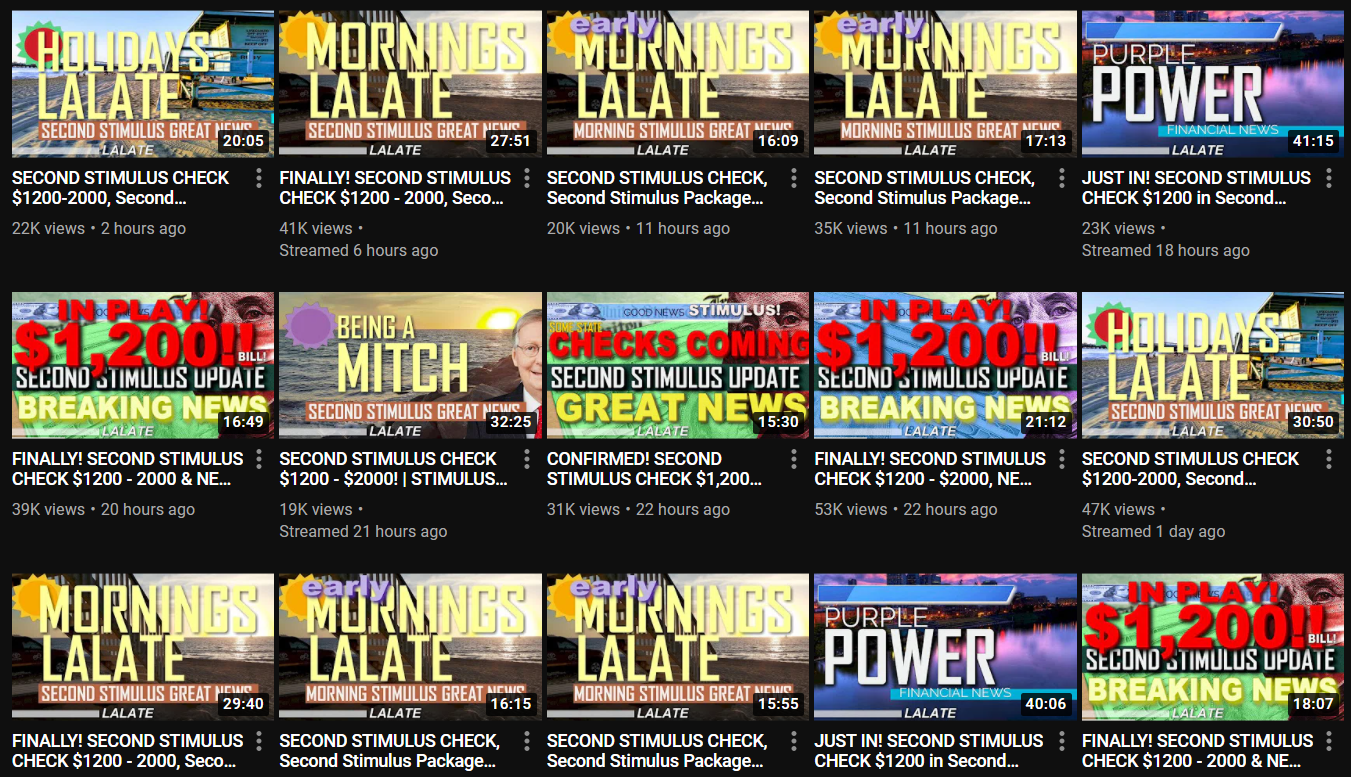 HOLIDAYS
LALATE
SECOND STIMULUS GREAT NEWS
LALATE
20:05
SECOND STIMULUS CHECK
$1200-2000, Second...
22K views • 2 hours ago
MORNINGS
LALATE
SECOND STIMULUS GREAT NEWS
LALATE
27:51
FINALLY! SECOND STIMULUS
CHECK $1200 - 2000, Seco...
41K views •
Streamed 6 hours ago
early
MORNINGS
LALATE
MORNING STIMULUS GREAT NEWS
LALATE
16:09
SECOND STIMULUS CHECK,
Second Stimulus Package...
20K views • 11 hours ago
early
MORNINGS
LALATE
MORNING STIMULUS GREAT NEWS
LALATE
17:13
SECOND STIMULUS CHECK,
Second Stimulus Package...
35K views • 11 hours ago
PURPLE
POWER
FINANCIAL NEWS
LALATE
41:15
JUST IN! SECOND STIMULUS
CHECK $1200 in Second...
23K views •
Streamed 18 hours ago
IN PLAY!
$1,200!!
BILL!
SECOND STIMULUS UPDATE
BREAKING NEWS
LALATE
16:49
FINALLY! SECOND STIMULUS
CHECK $1200 - 2000 & NE...
39K views • 20 hours ago
BEING A
MITCH
SECOND STIMULUS GREAT NEWS
LALATE
32:25
SECOND STIMULUS CHECK
$1200 - $2000! | STIMULUS...
19K views •
Streamed 21 hours ago
GOOD NEWS STIMULUS!
SOME STATE
CHECKS COMING
SECOND STIMULUS UPDATE
GREAT NEWS
LALATE
15:30
CONFIRMED! SECOND
STIMULUS CHECK $1,200...
31K views • 22 hours ago
IN PLAY!
$1,200!!
BILL!
SECOND STIMULUS UPDATE
BREAKING NEWS
LALATE
21:12
FINALLY! SECOND STIMULUS
CHECK $1200 - $2000, NE...
53K views • 22 hours ago
HOLIDAYS
LALATE
SECOND STIMULUS GREAT NEWS
LALATE
30:50
SECOND STIMULUS CHECK
$1200-2000, Second...
47K views •
Streamed 1 day ago
MORNINGS
LALATE
SECOND STIMULUS GREAT NEWS
LALATE
29:40
FINALLY! SECOND STIMULUS
CHECK $1200 - 2000, Seco...
early
MORNINGS
LALATE
MORNING STIMULUS GREAT NEWS
LALATE
16:15
SECOND STIMULUS CHECK,
Second Stimulus Package...
early
MORNINGS
LALATE
MORNING STIMULUS GREAT NEWS
LALATE
15:55
SECOND STIMULUS CHECK,
Second Stimulus Package...
PURPLE
POWER
FINANCIAL NEWS
LALATE
40:06
JUST IN! SECOND STIMULUS
CHECK $1200 in Second...
IN PLAY!
$1,200!!
BILL!
SECOND STIMULUS UPDATE
BREAKING NEWS
LALATE
18:07
FINALLY! SECOND STIMULUS
CHECK $1200 - 2000 & NE...